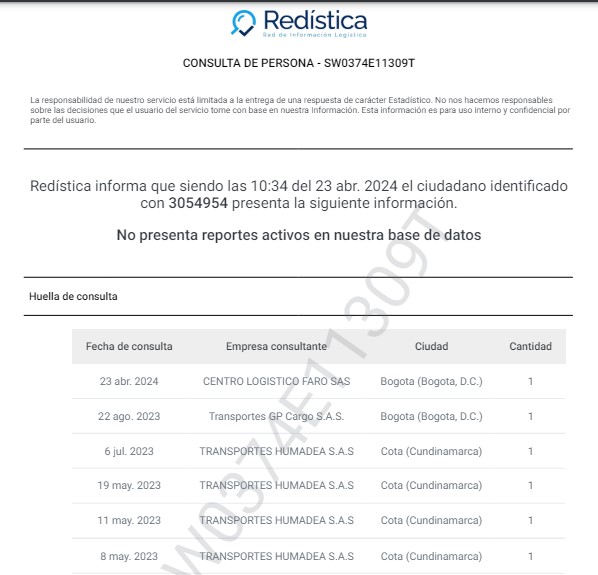 Redística
Red de Información Logística
CONSULTA DE PERSONA - SW0374E11309T
La responsabilidad de nuestro servicio está limitada a la entrega de una respuesta de carácter Estadístico. No nos hacemos responsables
sobre las decisiones que el usuario del servicio tome con base en nuestra Información. Esta información es para uso interno y confidencial por
parte del usuario.
Redística informa que siendo las 10:34 del 23 abr. 2024 el ciudadano identificado
con 3054954 presenta la siguiente información.
No presenta reportes activos en nuestra base de datos
Huella de consulta
Fecha de consulta Empresa consultante Ciudad Cantidad
23 abr. 2024 CENTRO LOGISTICO FARO SAS Bogota (Bogota, D.C.) 1
22 ago. 2023 Transportes GP Cargo S.A.S. Bogota (Bogota, D.C.) 1
6 jul. 2023 TRANSPORTES HUMADEA S.A.S Cota (Cundinamarca) 1
19 may. 2023 TRANSPORTES HUMADEA S.A.S Cota (Cundinamarca) 1
11 may. 2023 TRANSPORTES HUMADEA S.A.S Cota (Cundinamarca) 1
8 may. 2023 TRANSPORTES HUMADEA S.A.S Cota (Cundinamarca) 1
W0374E11309T